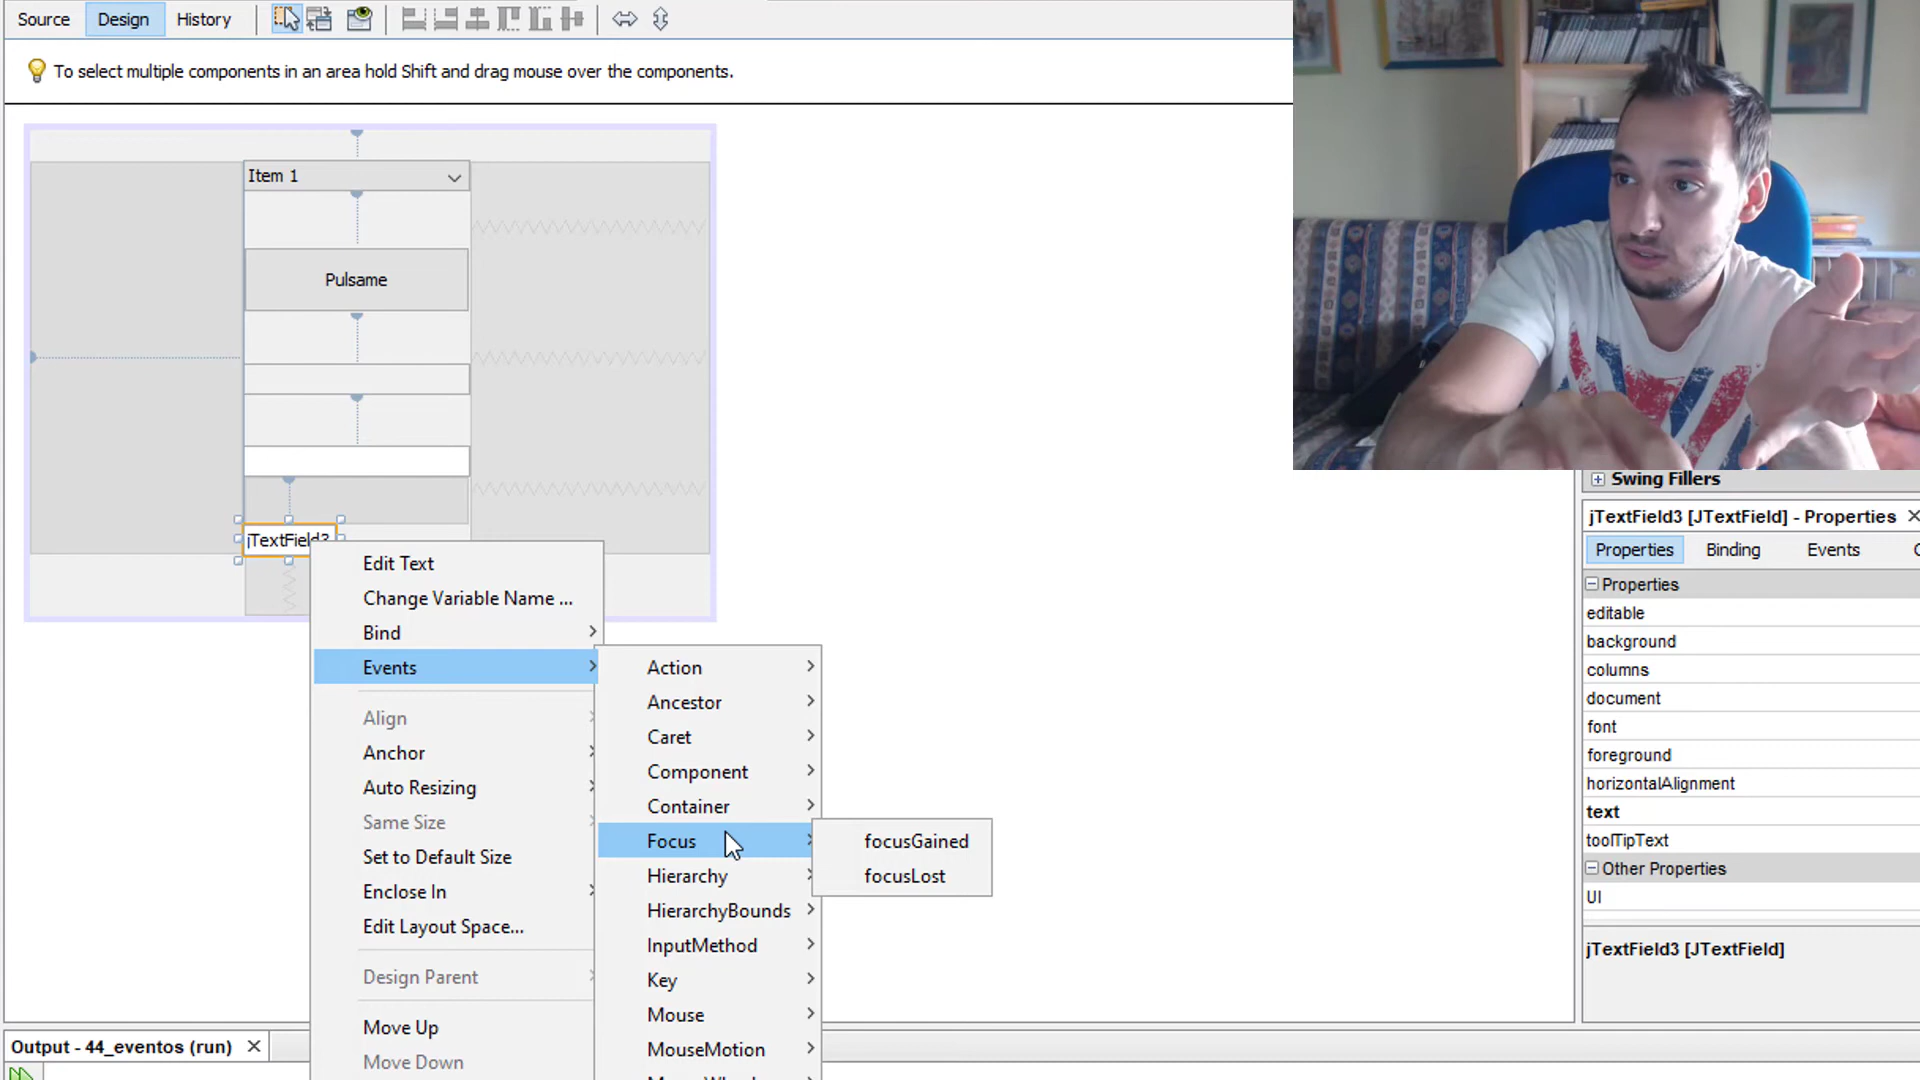 Source Design History
To select multiple components in an area hold Shift and drag mouse over the components.
Item 1
Pulsame
jTextField3
Edit Text
Change Variable Name ...
Bind
Events
Align
Anchor
Auto Resizing
Same Size
Set to Default Size
Enclose In
Edit Layout Space...
Design Parent
Move Up
Move Down
Action
Ancestor
Caret
Component
Container
Focus
Hierarchy
HierarchyBounds
InputMethod
Key
Mouse
MouseMotion
focusGained
focusLost
Swing Fillers
jTextField3 [JTextField] - Properties
Properties Binding Events
Properties
editable
background
columns
document
font
foreground
horizontalAlignment
text
toolTipText
Other Properties
UI
jTextField3 [JTextField]
Output - 44_eventos (run)